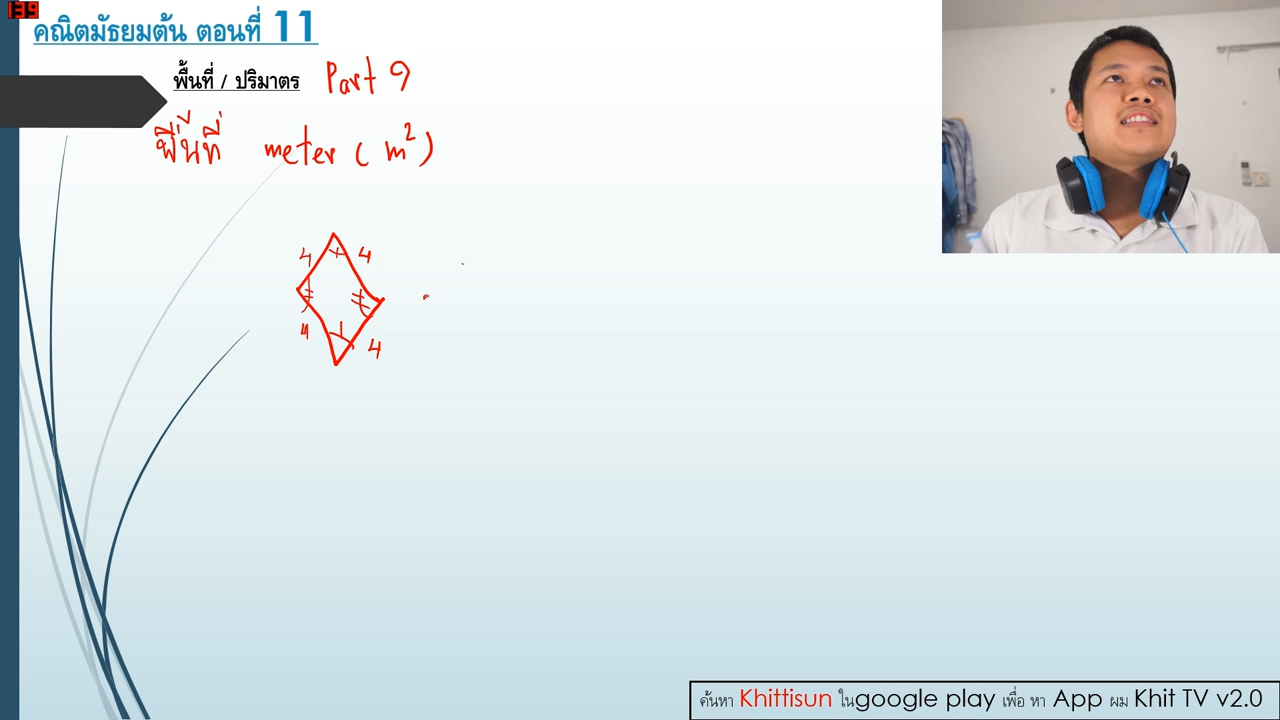 139
คณิตมัธยมต้น ตอนที่ 11
พื้นที่ / ปริมาตร Part 9
พื้นที่ meter ( m²)
4 4
4 4
ค้นหา Khittisun ในgoogle play เพื่อ หา App ผม Khit TV v2.0